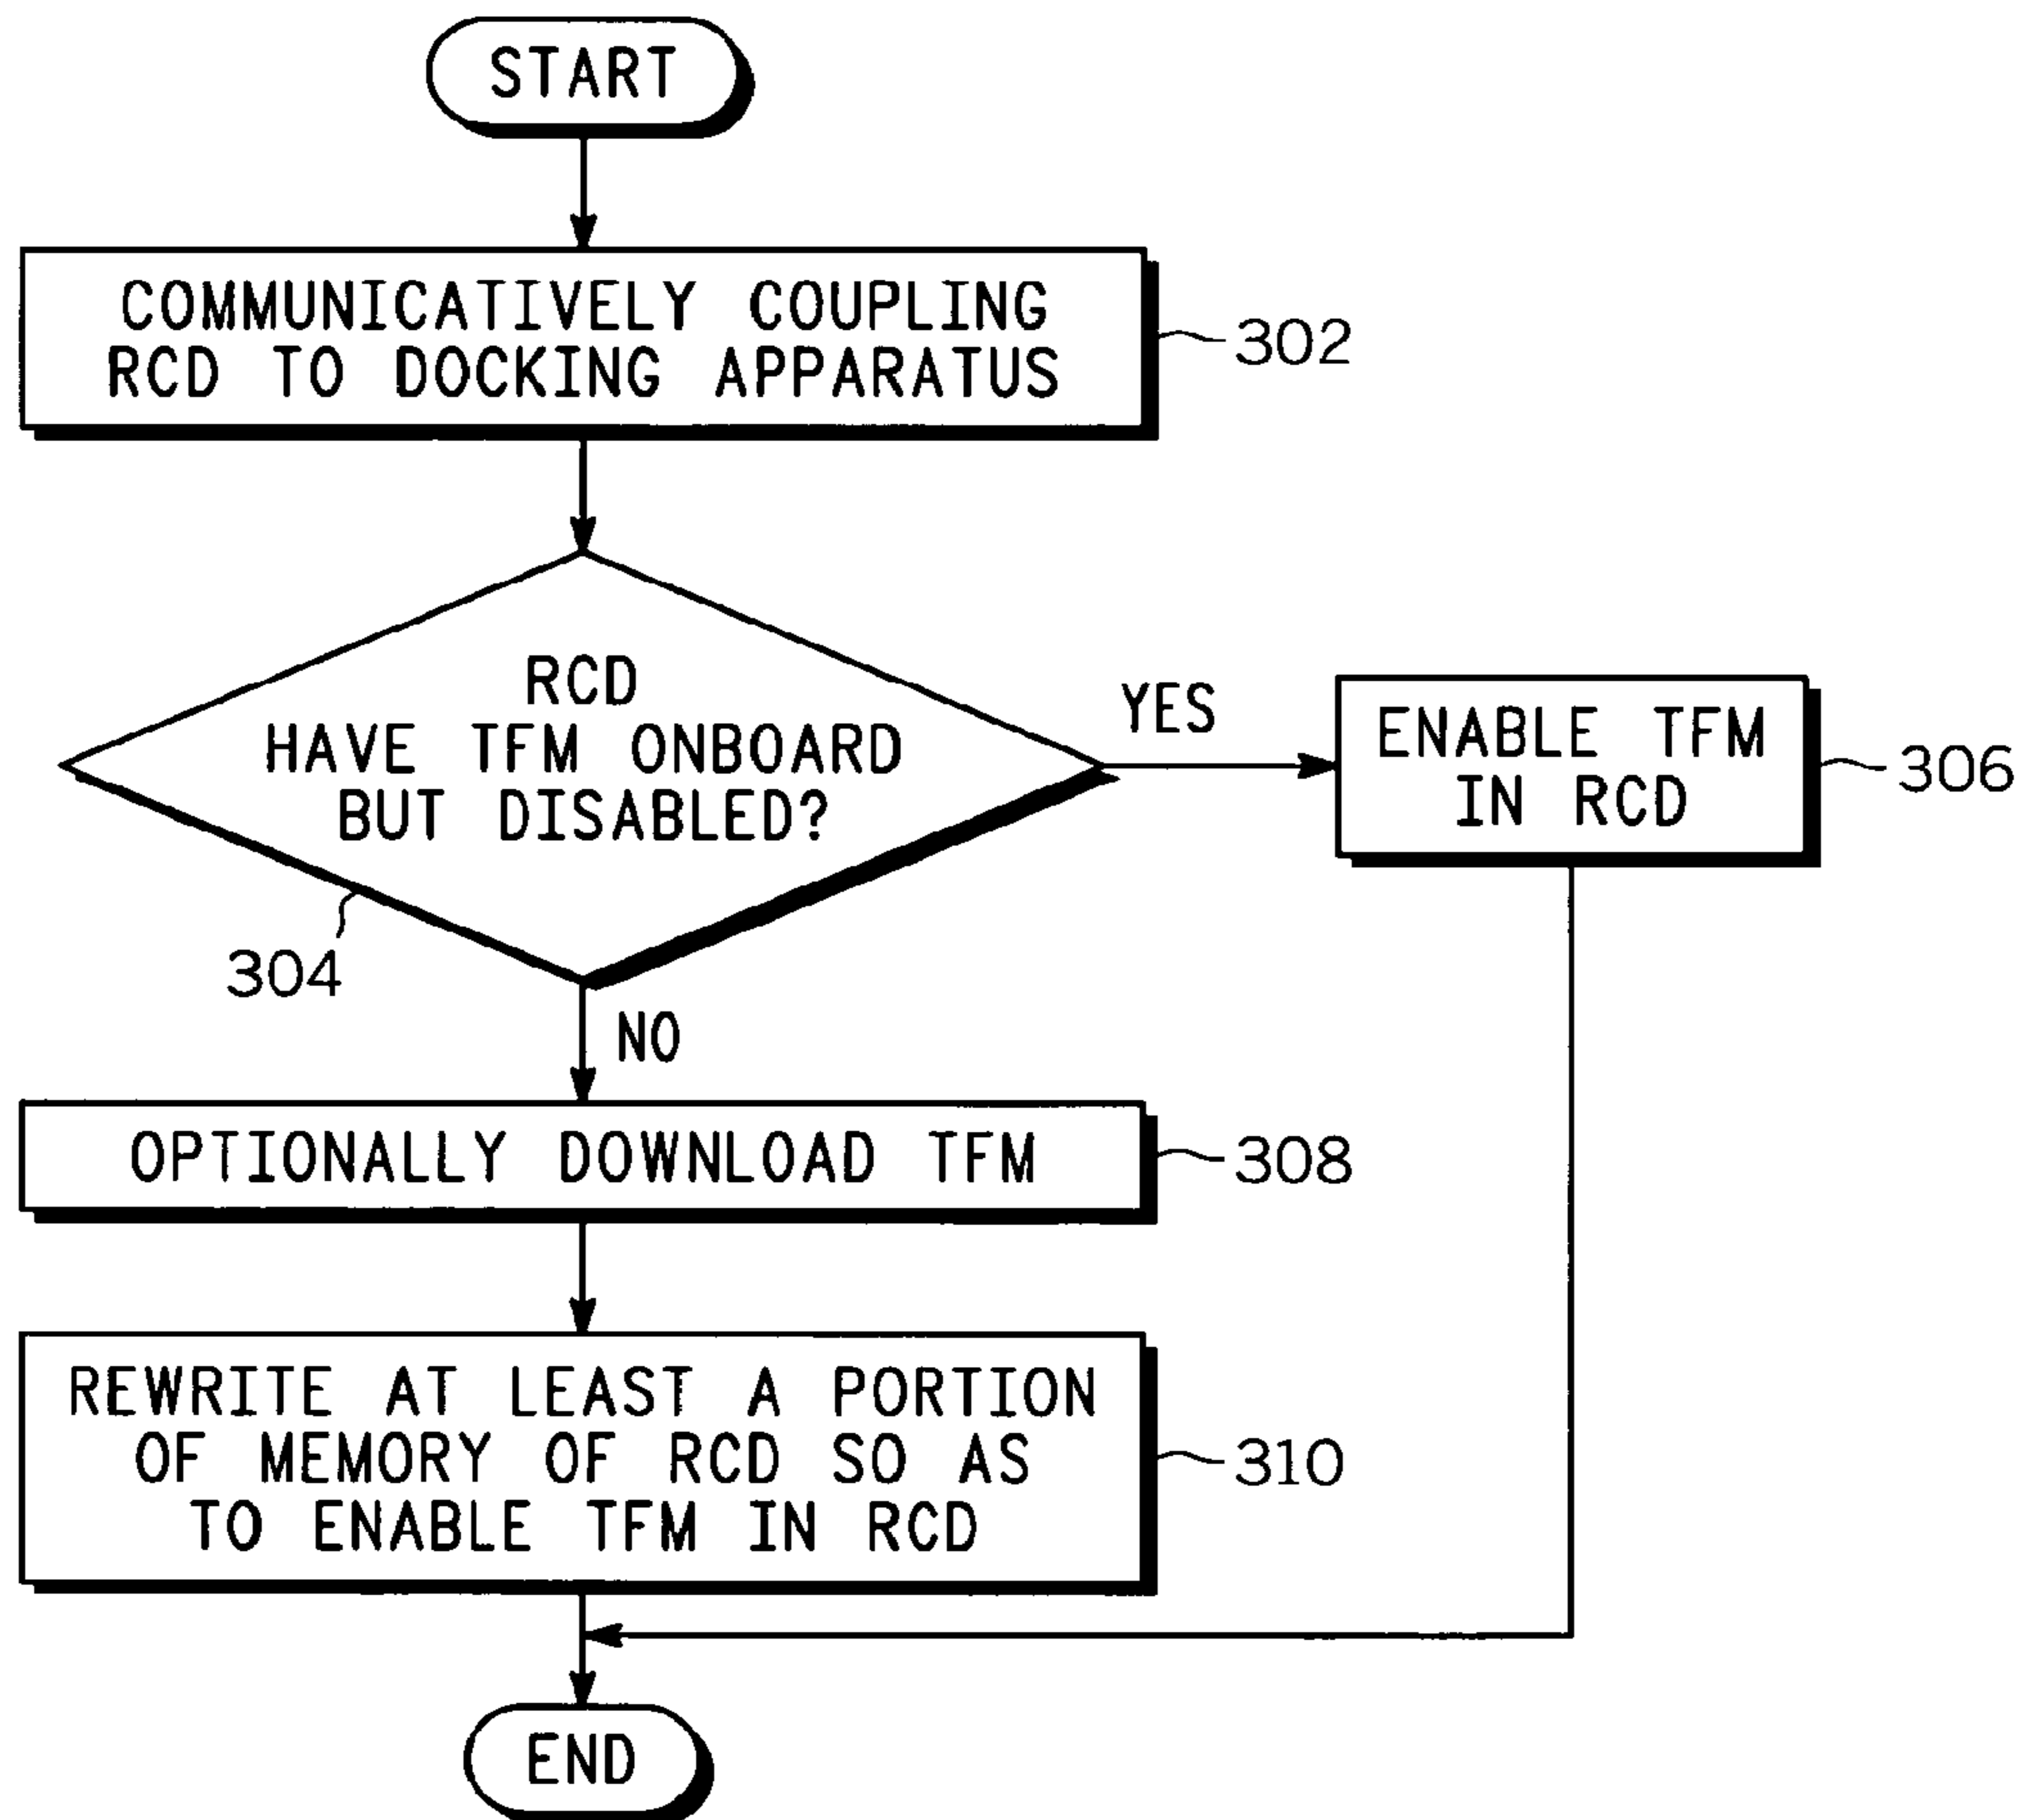 START
COMMUNICATIVELY COUPLING
RCD TO DOCKING APPARATUS
302
RCD
HAVE TFM ONBOARD
BUT DISABLED?
304
YES
ENABLE TFM
IN RCD
306
NO
OPTIONALLY DOWNLOAD TFM
308
REWRITE AT LEAST A PORTION
OF MEMORY OF RCD SO AS
TO ENABLE TFM IN RCD
310
END